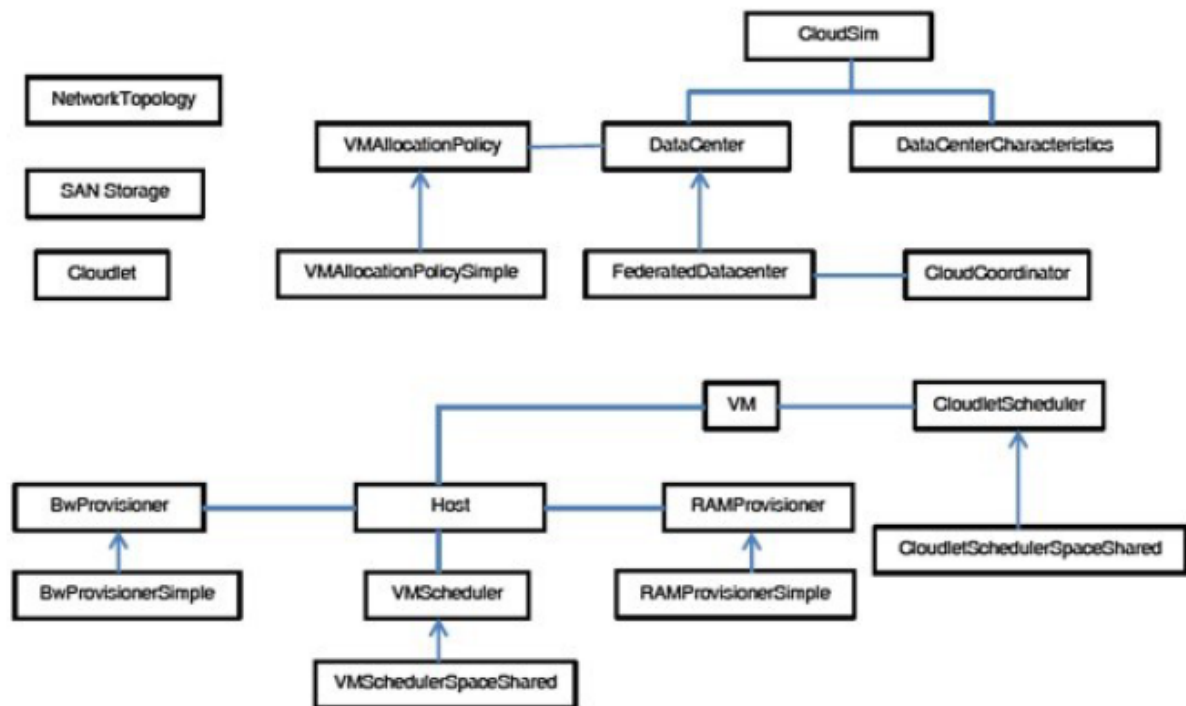 CloudSim
NetworkTopology
VMAllocationPolicy
DataCenter
DataCenterCharacteristics
SAN Storage
Cloudlet
VMAllocationPolicySimple
FederatedDatacenter
CloudCoordinator
VM
CloudletScheduler
BwProvisioner
Host
RAMProvisioner
CloudletSchedulerSpaceShared
BwProvisionerSimple
VMScheduler
RAMProvisionerSimple
VMSchedulerSpaceShared